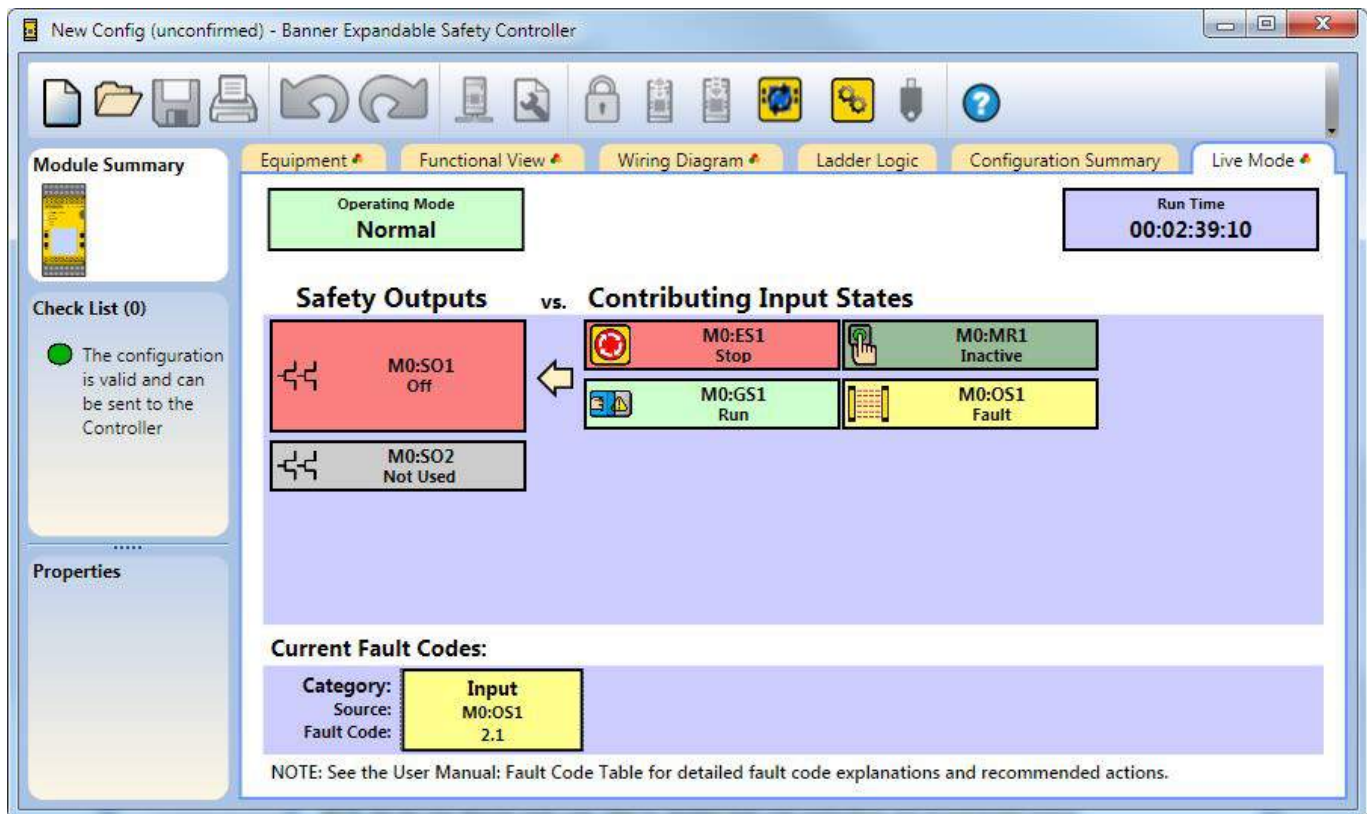 New Config (unconfirmed) - Banner Expandable Safety Controller
Module Summary
Equipment
Functional View
Wiring Diagram
Ladder Logic
Configuration Summary
Live Mode
Operating Mode
Normal
Run Time
00:02:39:10
Check List (0)
The configuration
is valid and can
be sent to the
Controller
Properties
Safety Outputs vs. Contributing Input States
M0:SO1
Off
M0:SO2
Not Used
M0:ES1
Stop
M0:MR1
Inactive
M0:GS1
Run
M0:OS1
Fault
Current Fault Codes:
Category: Input
Source: M0:OS1
Fault Code: 2.1
NOTE: See the User Manual: Fault Code Table for detailed fault code explanations and recommended actions.